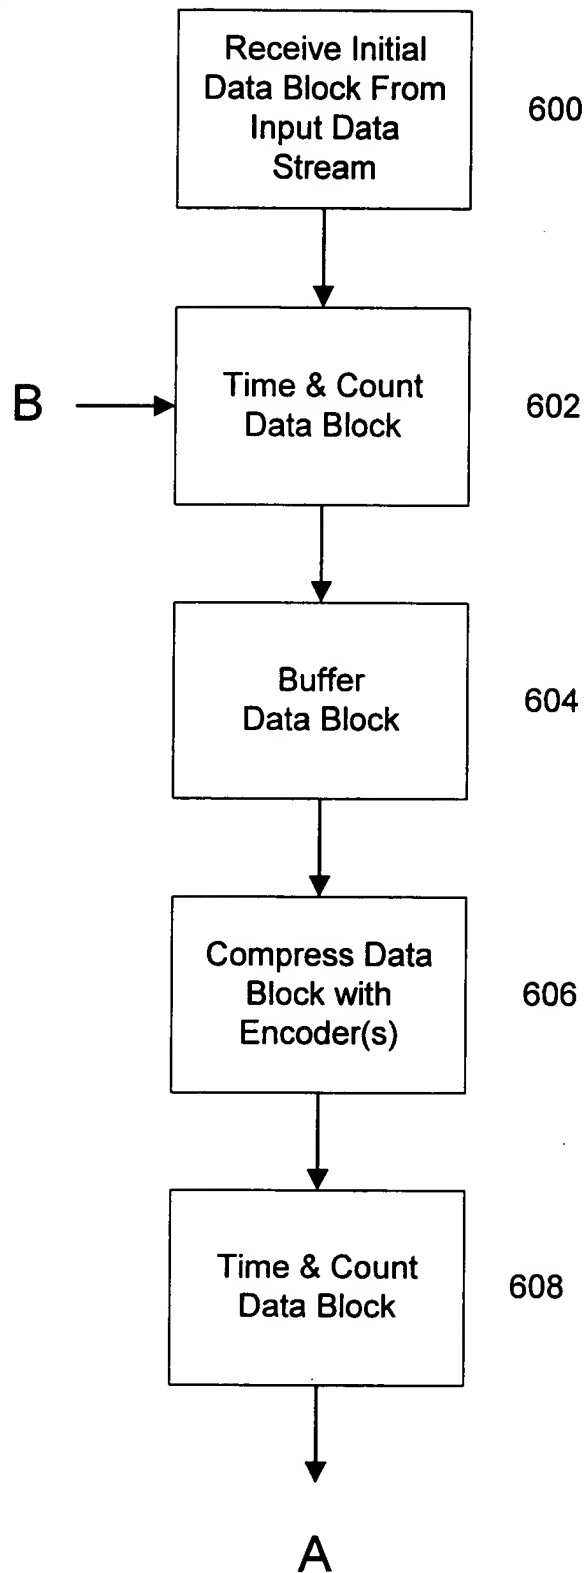 Receive Initial
Data Block From
Input Data
Stream
600
B
Time & Count
Data Block
602
Buffer
Data Block
604
Compress Data
Block with
Encoder(s)
606
Time & Count
Data Block
608
A